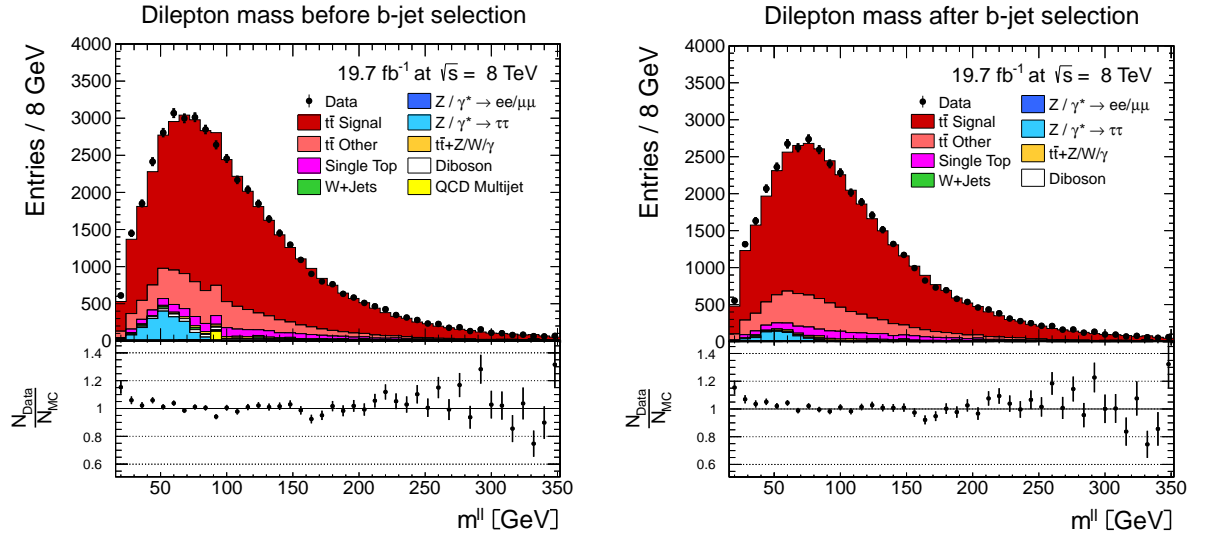 Dilepton mass before b-jet selection
4000
3500
3000
2500
2000
1500
1000
500
0
Entries / 8 GeV
19.7 fb⁻¹ at √s = 8 TeV
Data
tt̄ Signal
tt̄ Other
Single Top
W+Jets
Z / γ* → ee/μμ
Z / γ* → ττ
tt̄+Z/W/γ
Diboson
QCD Multijet
1.4
1.2
1
0.8
0.6
N_Data
N_MC
50 100 150 200 250 300 350
m^ll [GeV]
Dilepton mass after b-jet selection
4000
3500
3000
2500
2000
1500
1000
500
0
Entries / 8 GeV
19.7 fb⁻¹ at √s = 8 TeV
Data
tt̄ Signal
tt̄ Other
Single Top
W+Jets
Z / γ* → ee/μμ
Z / γ* → ττ
tt̄+Z/W/γ
Diboson
1.4
1.2
1
0.8
0.6
N_Data
N_MC
50 100 150 200 250 300 350
m^ll [GeV]